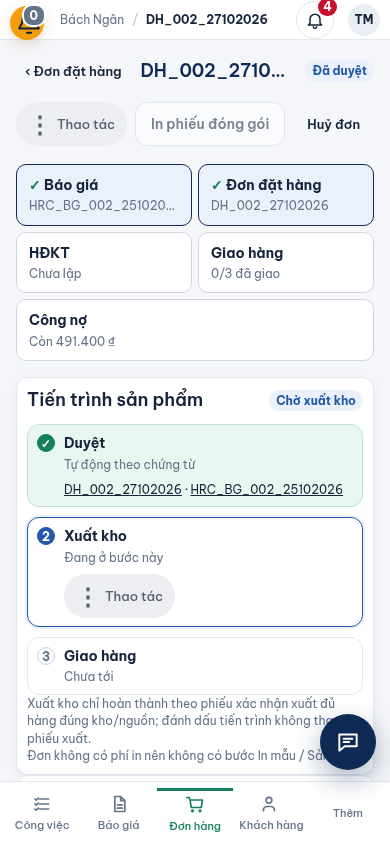 0
Bách Ngân / DH_002_27102026
4
TM
‹ Đơn đặt hàng
DH_002_2710...
Đã duyệt
Thao tác
In phiếu đóng gói
Huỷ đơn
✓ Báo giá
HRC_BG_002_251020...
✓ Đơn đặt hàng
DH_002_27102026
HĐKT
Chưa lập
Giao hàng
0/3 đã giao
Công nợ
Còn 491.400 ₫
Tiến trình sản phẩm
Chờ xuất kho
✓ Duyệt
Tự động theo chứng từ
DH_002_27102026 · HRC_BG_002_25102026
2 Xuất kho
Đang ở bước này
Thao tác
3 Giao hàng
Chưa tới
Xuất kho chỉ hoàn thành theo phiếu xác nhận xuất đủ
hàng đúng kho/nguồn; đánh dấu tiến trình không
phiếu xuất.
Đơn không có phí in nên không có bước In mẫu /
Công việc
Báo giá
Đơn hàng
Khách hàng
Thêm